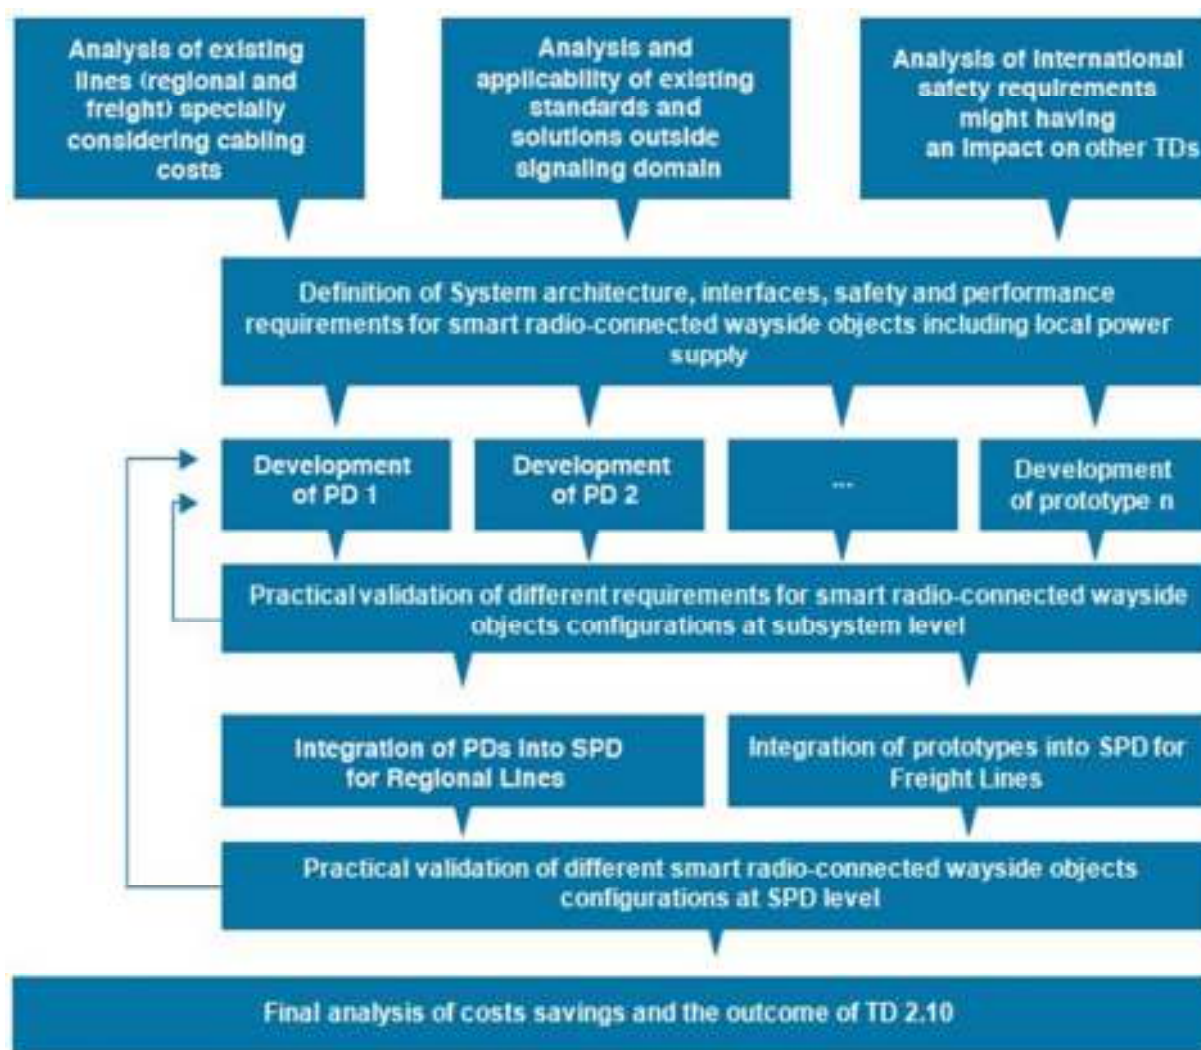 Analysis of existing
lines (regional and
freight) specially
considering cabling
costs
Analysis and
applicability of existing
standards and
solutions outside
signaling domain
Analysis of International
safety requirements
might having
an impact on other TDs
Definition of System architecture, interfaces, safety and performance
requirements for smart radio-connected wayside objects including local power
supply
Development
of PD 1
Development
of PD 2
...
Development
of prototype n
Practical validation of different requirements for smart radio-connected wayside
objects configurations at subsystem level
Integration of PDs into SPD
for Regional Lines
Integration of prototypes into SPD for
Freight Lines
Practical validation of different smart radio-connected wayside objects
configurations at SPD level
Final analysis of costs savings and the outcome of TD 2.10